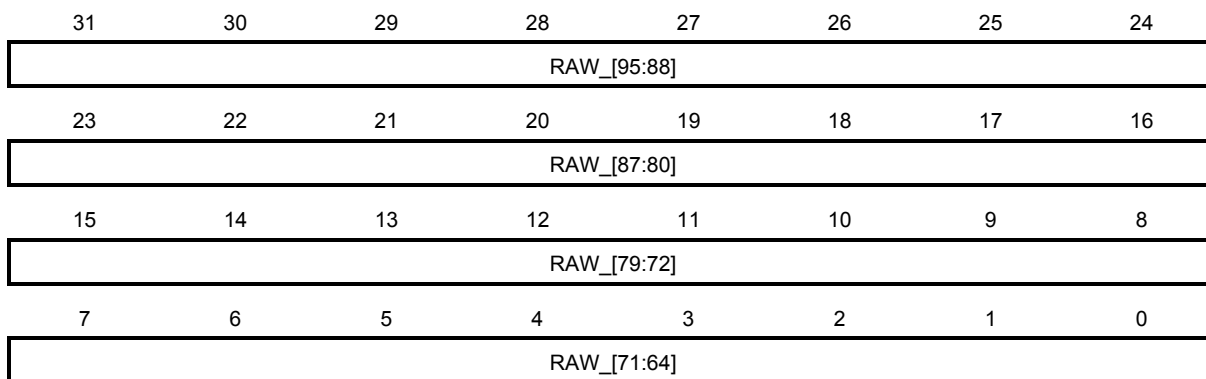 31 30 29 28 27 26 25 24
RAW_[95:88]
23 22 21 20 19 18 17 16
RAW_[87:80]
15 14 13 12 11 10 9 8
RAW_[79:72]
7 6 5 4 3 2 1 0
RAW_[71:64]